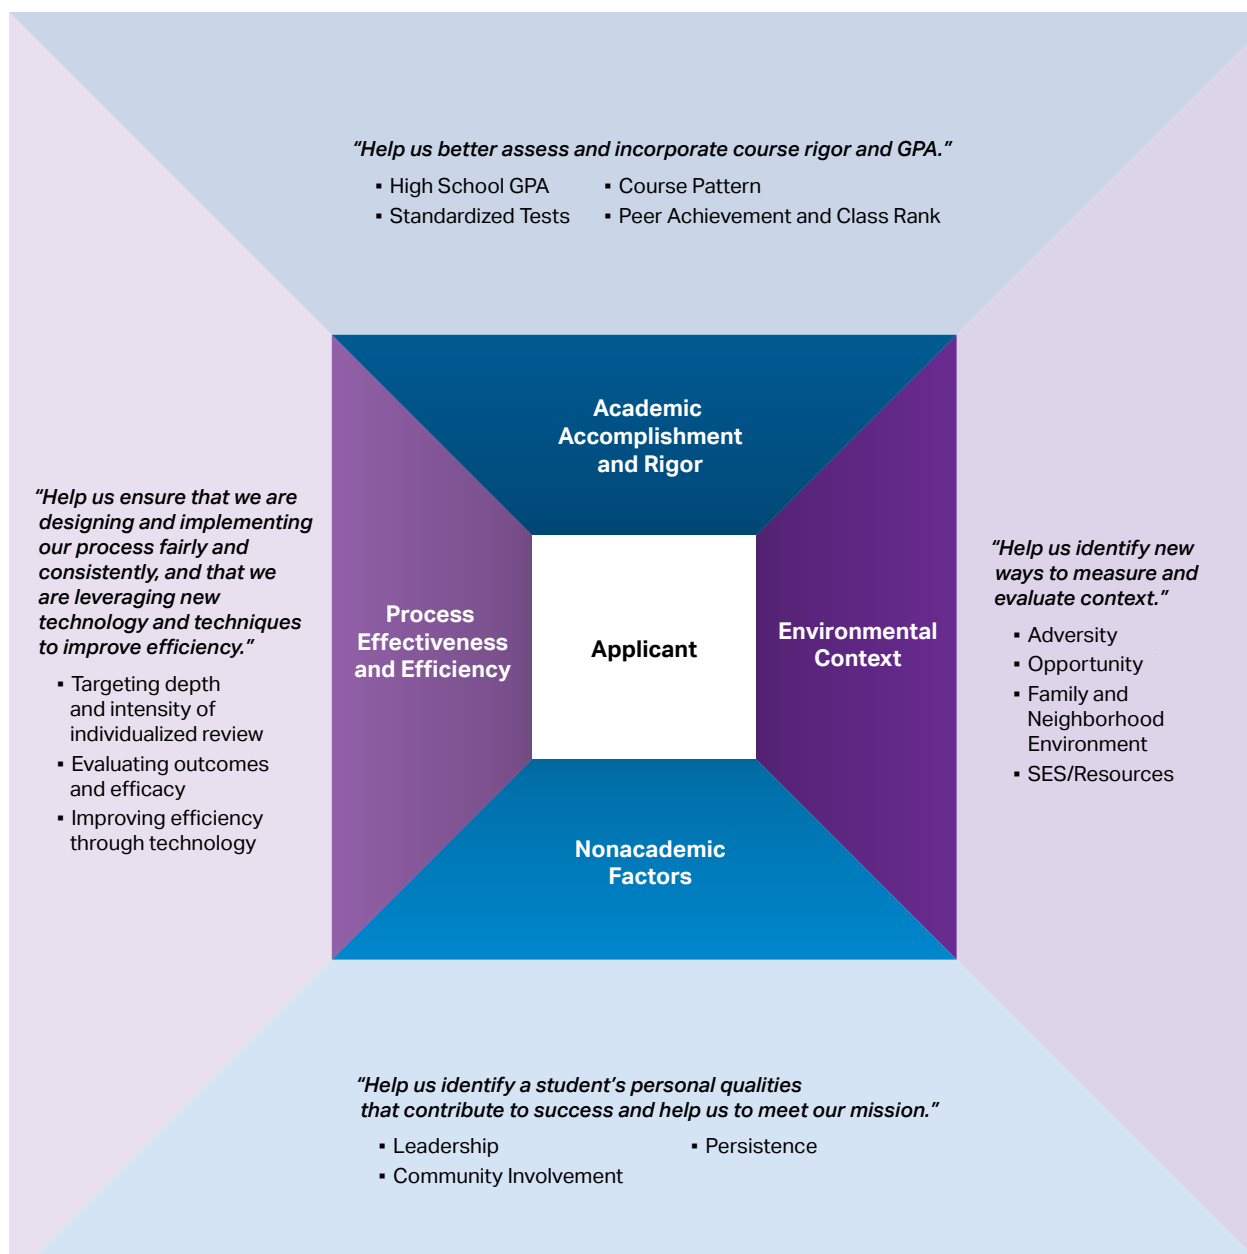 “Help us better assess and incorporate course rigor and GPA.”
▪ High School GPA
▪ Standardized Tests
▪ Course Pattern
▪ Peer Achievement and Class Rank
Academic
Accomplishment
and Rigor
“Help us ensure that we are
designing and implementing
our process fairly and
consistently, and that we
are leveraging new
technology and techniques
to improve efficiency.”
▪ Targeting depth
and intensity of
individualized review
▪ Evaluating outcomes
and efficacy
▪ Improving efficiency
through technology
Process
Effectiveness
and Efficiency
Applicant
Environmental
Context
“Help us identify new
ways to measure and
evaluate context.”
▪ Adversity
▪ Opportunity
▪ Family and
Neighborhood
Environment
▪ SES/Resources
Nonacademic
Factors
“Help us identify a student’s personal qualities
that contribute to success and help us to meet our mission.”
▪ Leadership
▪ Community Involvement
▪ Persistence